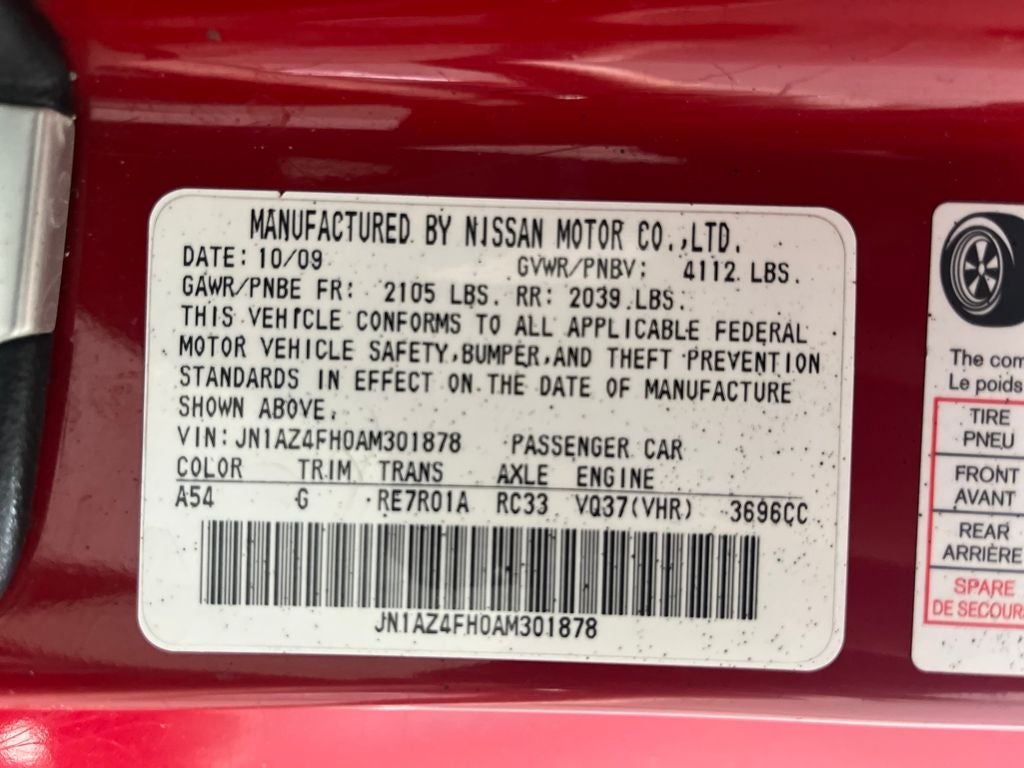 MANUFACTURED BY NISSAN MOTOR CO.,LTD.
DATE: 10/09 GVWR/PNBV: 4112 LBS.
GAWR/PNBE FR: 2105 LBS. RR: 2039 LBS.
THIS VEHICLE CONFORMS TO ALL APPLICABLE FEDERAL
MOTOR VEHICLE SAFETY,BUMPER,AND THEFT PREVENTION
STANDARDS IN EFFECT ON THE DATE OF MANUFACTURE
SHOWN ABOVE.
VIN: JN1AZ4FH0AM301878 PASSENGER CAR
COLOR TRIM TRANS AXLE ENGINE
A54 G RE7R01A RC33 VQ37(VHR) 3696CC
JN1AZ4FH0AM301878
The com
Le poids
TIRE
PNEU
FRONT
AVANT
REAR
ARRIÈRE
SPARE
DE SECOURS